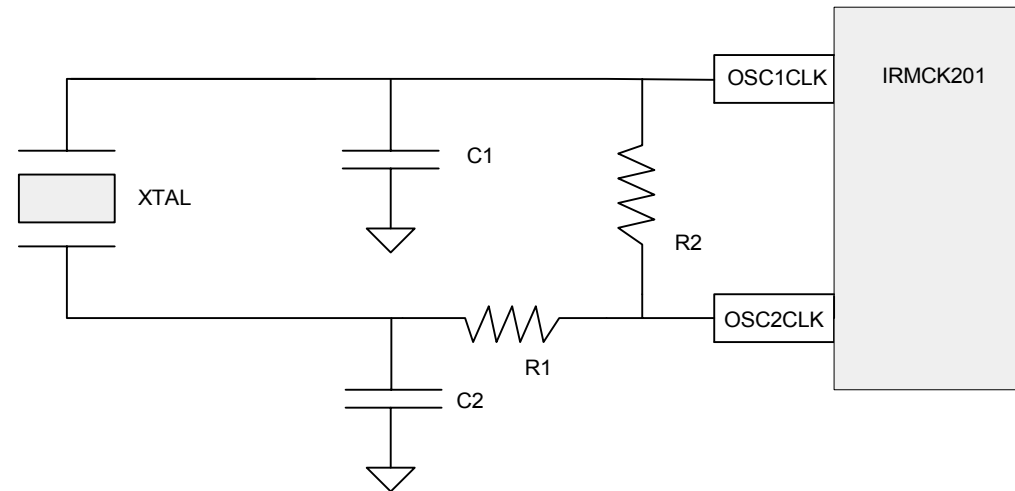 OSC1CLK
IRMCK201
C1
XTAL
R2
OSC2CLK
R1
C2